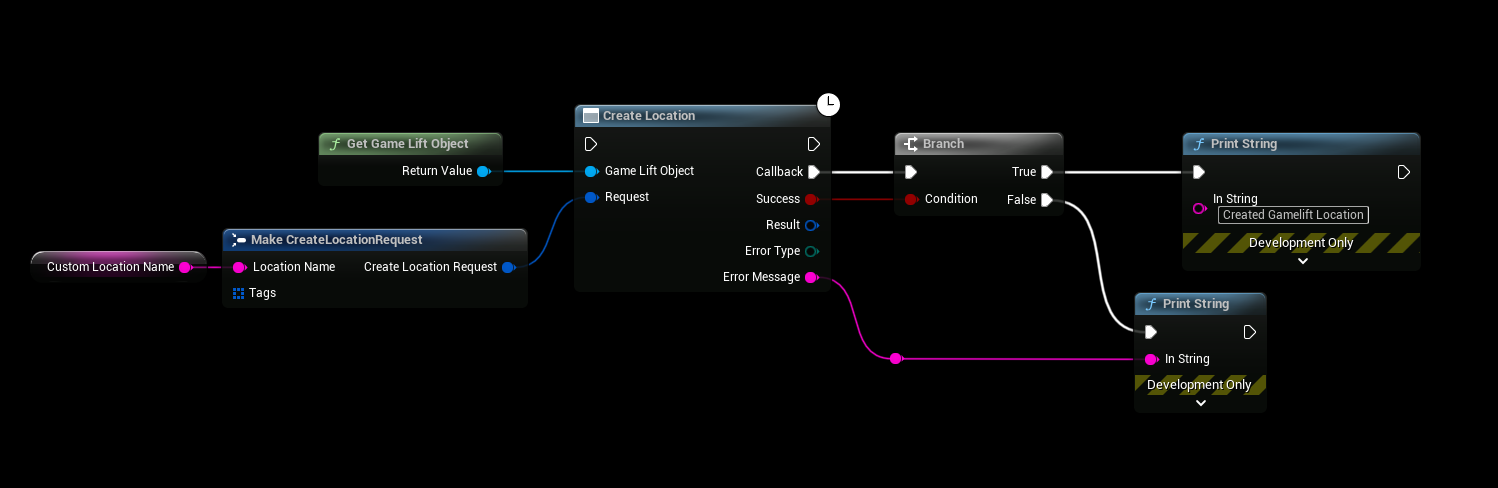 Create Location
Get Game Lift Object
Return Value
Game Lift Object
Request
Callback
Success
Result
Error Type
Error Message
Branch
Condition
True
False
Print String
In String
Created Gamelift Location
Development Only
Make CreateLocationRequest
Custom Location Name
Location Name
Create Location Request
Tags
Print String
In String
Development Only